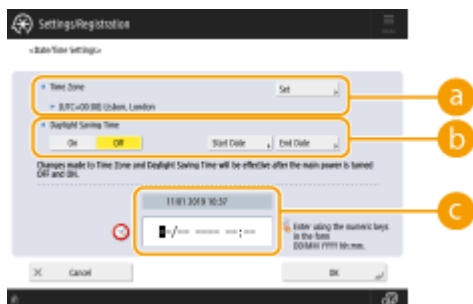 Settings/Registration
<Date/Time Settings>
Time Zone
Set
(UTC+00:00) Lisbon, London
a
Daylight Saving Time
On
Off
Start Date
End Date
b
Changes made to Time Zone and Daylight Saving Time will be effective after the main power is turned
OFF and ON.
11/01 2019 10:37
--/-- ---- --:--
Enter using the numeric keys
in the form
DD/MM YYYY hh:mm.
c
Cancel
OK